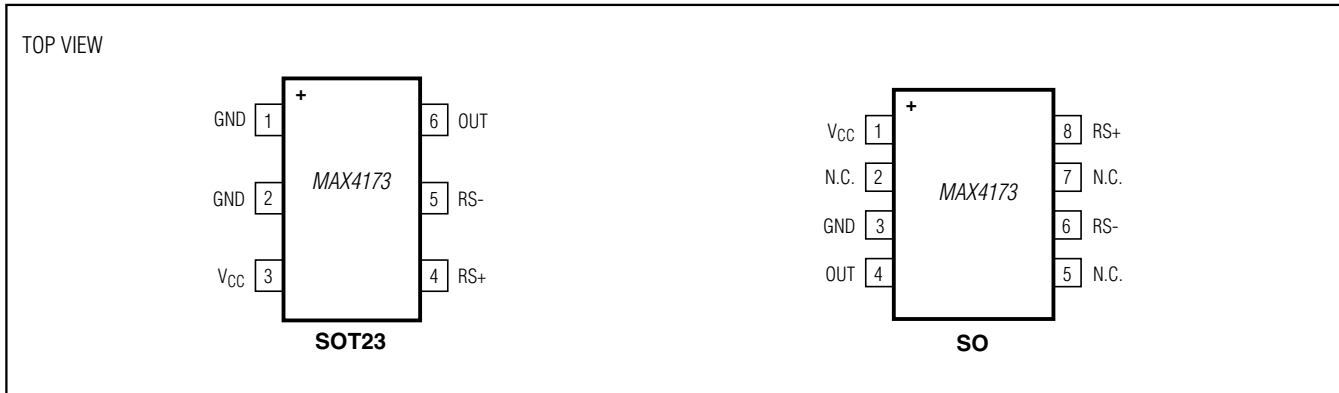 TOP VIEW
+
GND 1
6 OUT
MAX4173
GND 2
5 RS-
VCC 3
4 RS+
SOT23
+
VCC 1
8 RS+
N.C. 2
7 N.C.
MAX4173
GND 3
6 RS-
OUT 4
5 N.C.
SO